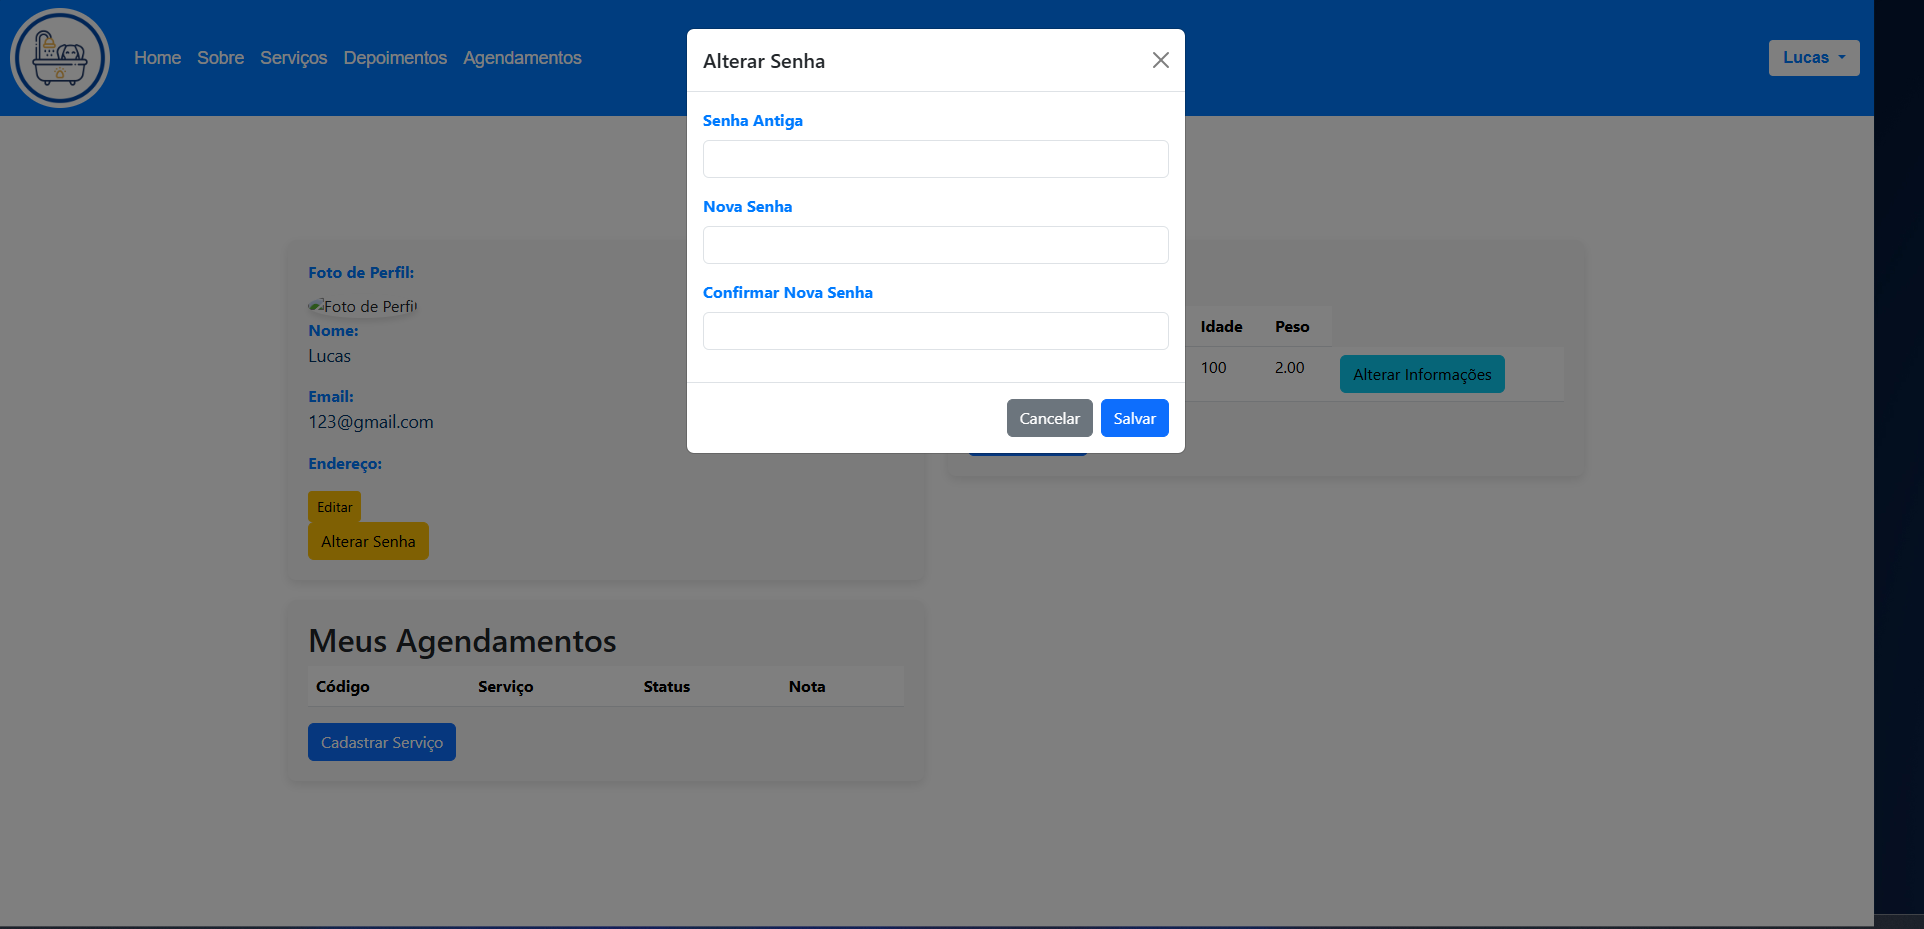 Home Sobre Serviços Depoimentos Agendamentos
Lucas
Alterar Senha
Senha Antiga
Nova Senha
Confirmar Nova Senha
Cancelar Salvar
Foto de Perfil:
Foto de Perfil
Nome:
Lucas
Email:
123@gmail.com
Endereço:
Editar
Alterar Senha
Idade Peso
100 2.00 Alterar Informações
Meus Agendamentos
Código Serviço Status Nota
Cadastrar Serviço